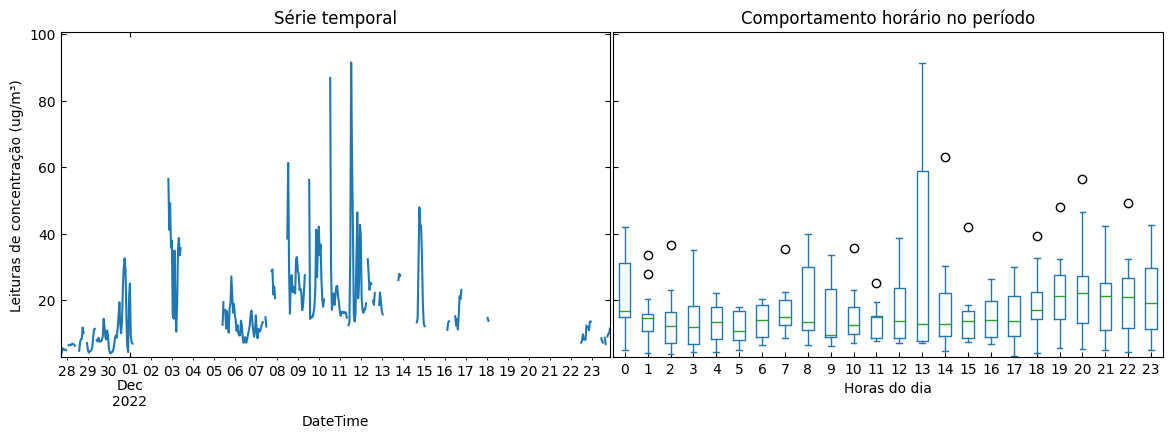 Série temporal
Comportamento horário no período
Leituras de concentração (ug/m³)
100
80
60
40
20
28 29 30 01 02 03 04 05 06 07 08 09 10 11 12 13 14 15 16 17 18 19 20 21 22 23
Dec
2022
DateTime
0 1 2 3 4 5 6 7 8 9 10 11 12 13 14 15 16 17 18 19 20 21 22 23
Horas do dia